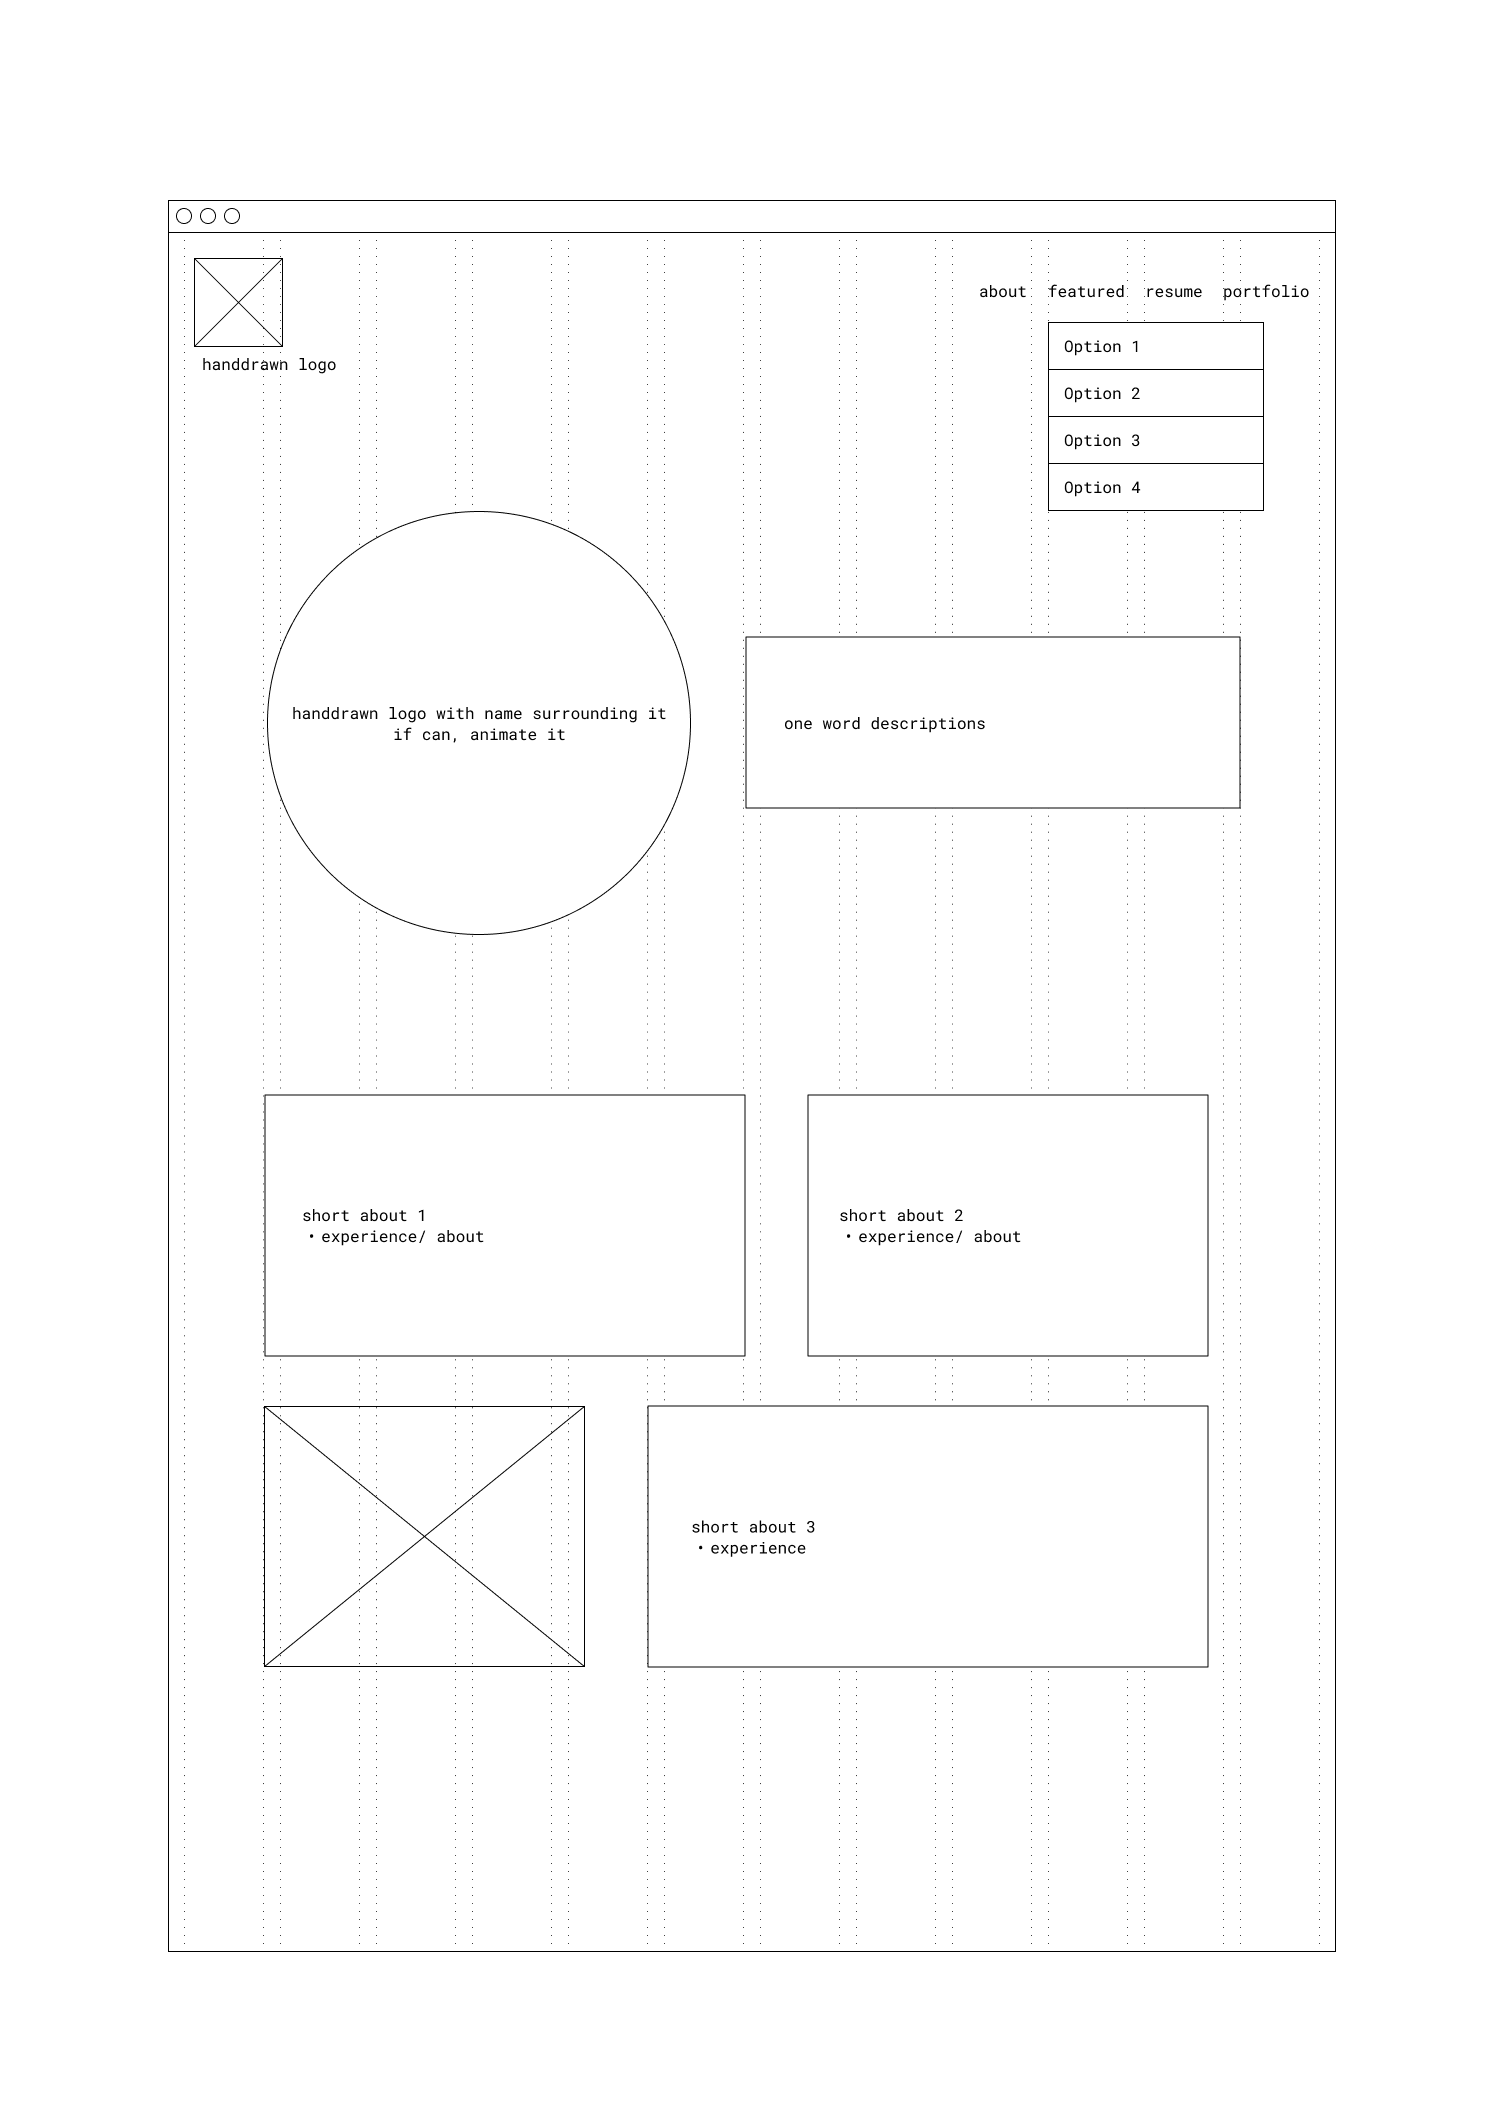 about featured resume portfolio
handdrawn logo
Option 1
Option 2
Option 3
Option 4
handdrawn logo with name surrounding it
if can, animate it
one word descriptions
short about 1
• experience/ about
short about 2
• experience/ about
short about 3
• experience